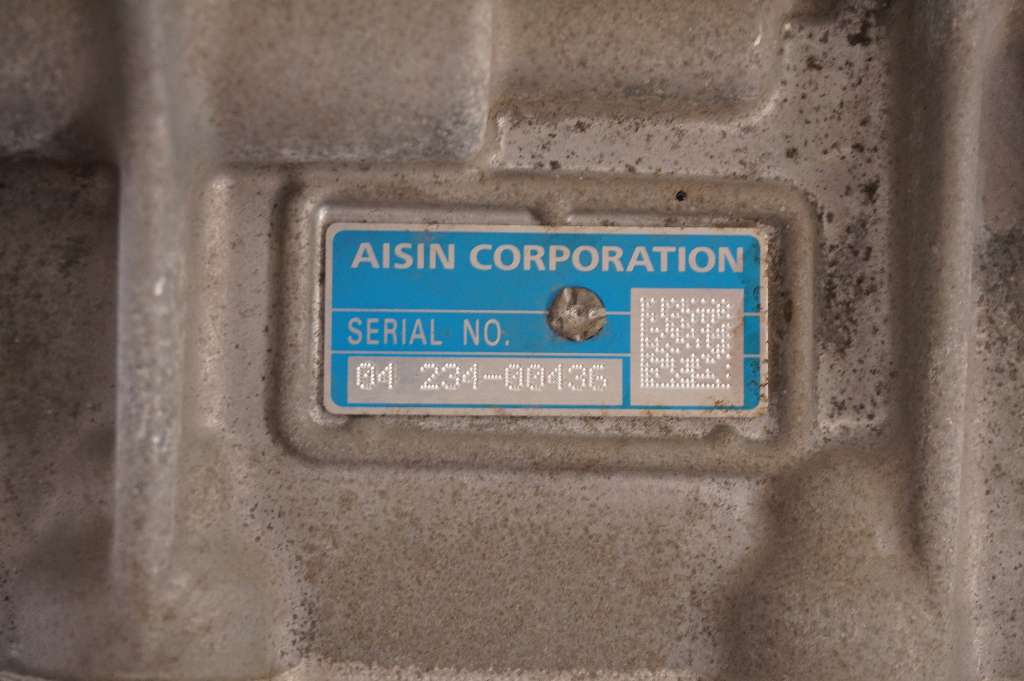 AISIN CORPORATION
SERIAL NO.
04 234-00436